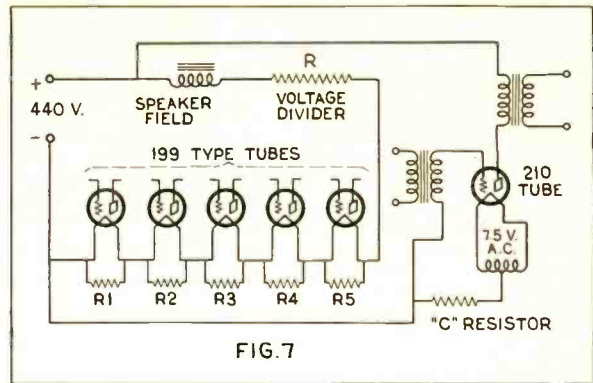 R
+
440 V.
-
SPEAKER
FIELD
VOLTAGE
DIVIDER
199 TYPE TUBES
210
TUBE
7.5 V.
A.C.
R1 R2 R3 R4 R5
"C" RESISTOR
FIG.7